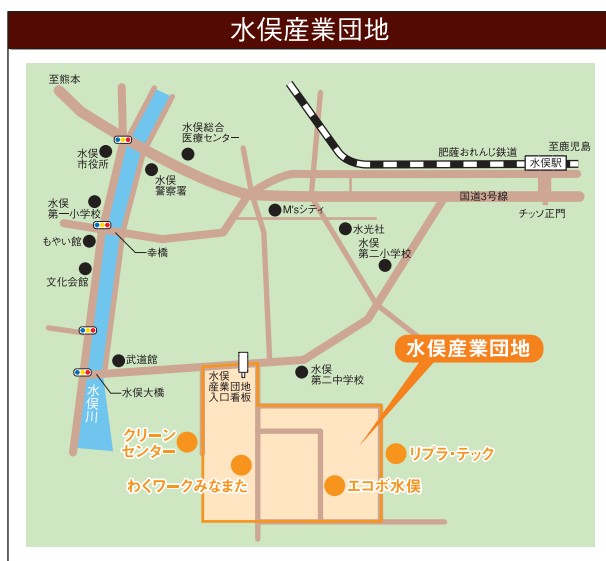 水俣産業団地
至熊本
水俣総合
医療センター
水俣
市役所
水俣
警察署
肥薩おれんじ鉄道
至鹿児島
水俣駅
国道3号線
チッソ正門
水俣
第一小学校
M'sシティ
水光社
水俣
第二小学校
もやい館
幸橋
文化会館
水俣産業団地
武道館
水俣
産業団地
入口看板
水俣
第二中学校
水俣大橋
水俣川
クリーン
センター
リプラ・テック
わくワークみなまた
エコボ水俣